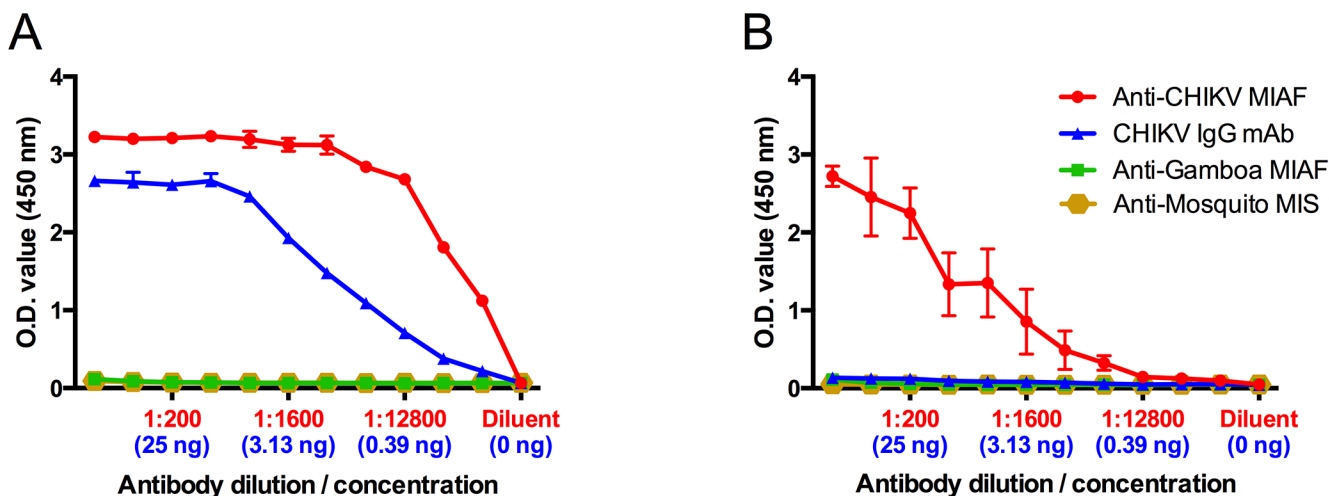 A
O.D. value (450 nm)
4
3
2
1
0
1:200 1:1600 1:12800 Diluent
(25 ng) (3.13 ng) (0.39 ng) (0 ng)
Antibody dilution / concentration
B
O.D. value (450 nm)
4
3
2
1
0
Anti-CHIKV MIAF
CHIKV IgG mAb
Anti-Gamboa MIAF
Anti-Mosquito MIS
1:200 1:1600 1:12800 Diluent
(25 ng) (3.13 ng) (0.39 ng) (0 ng)
Antibody dilution / concentration